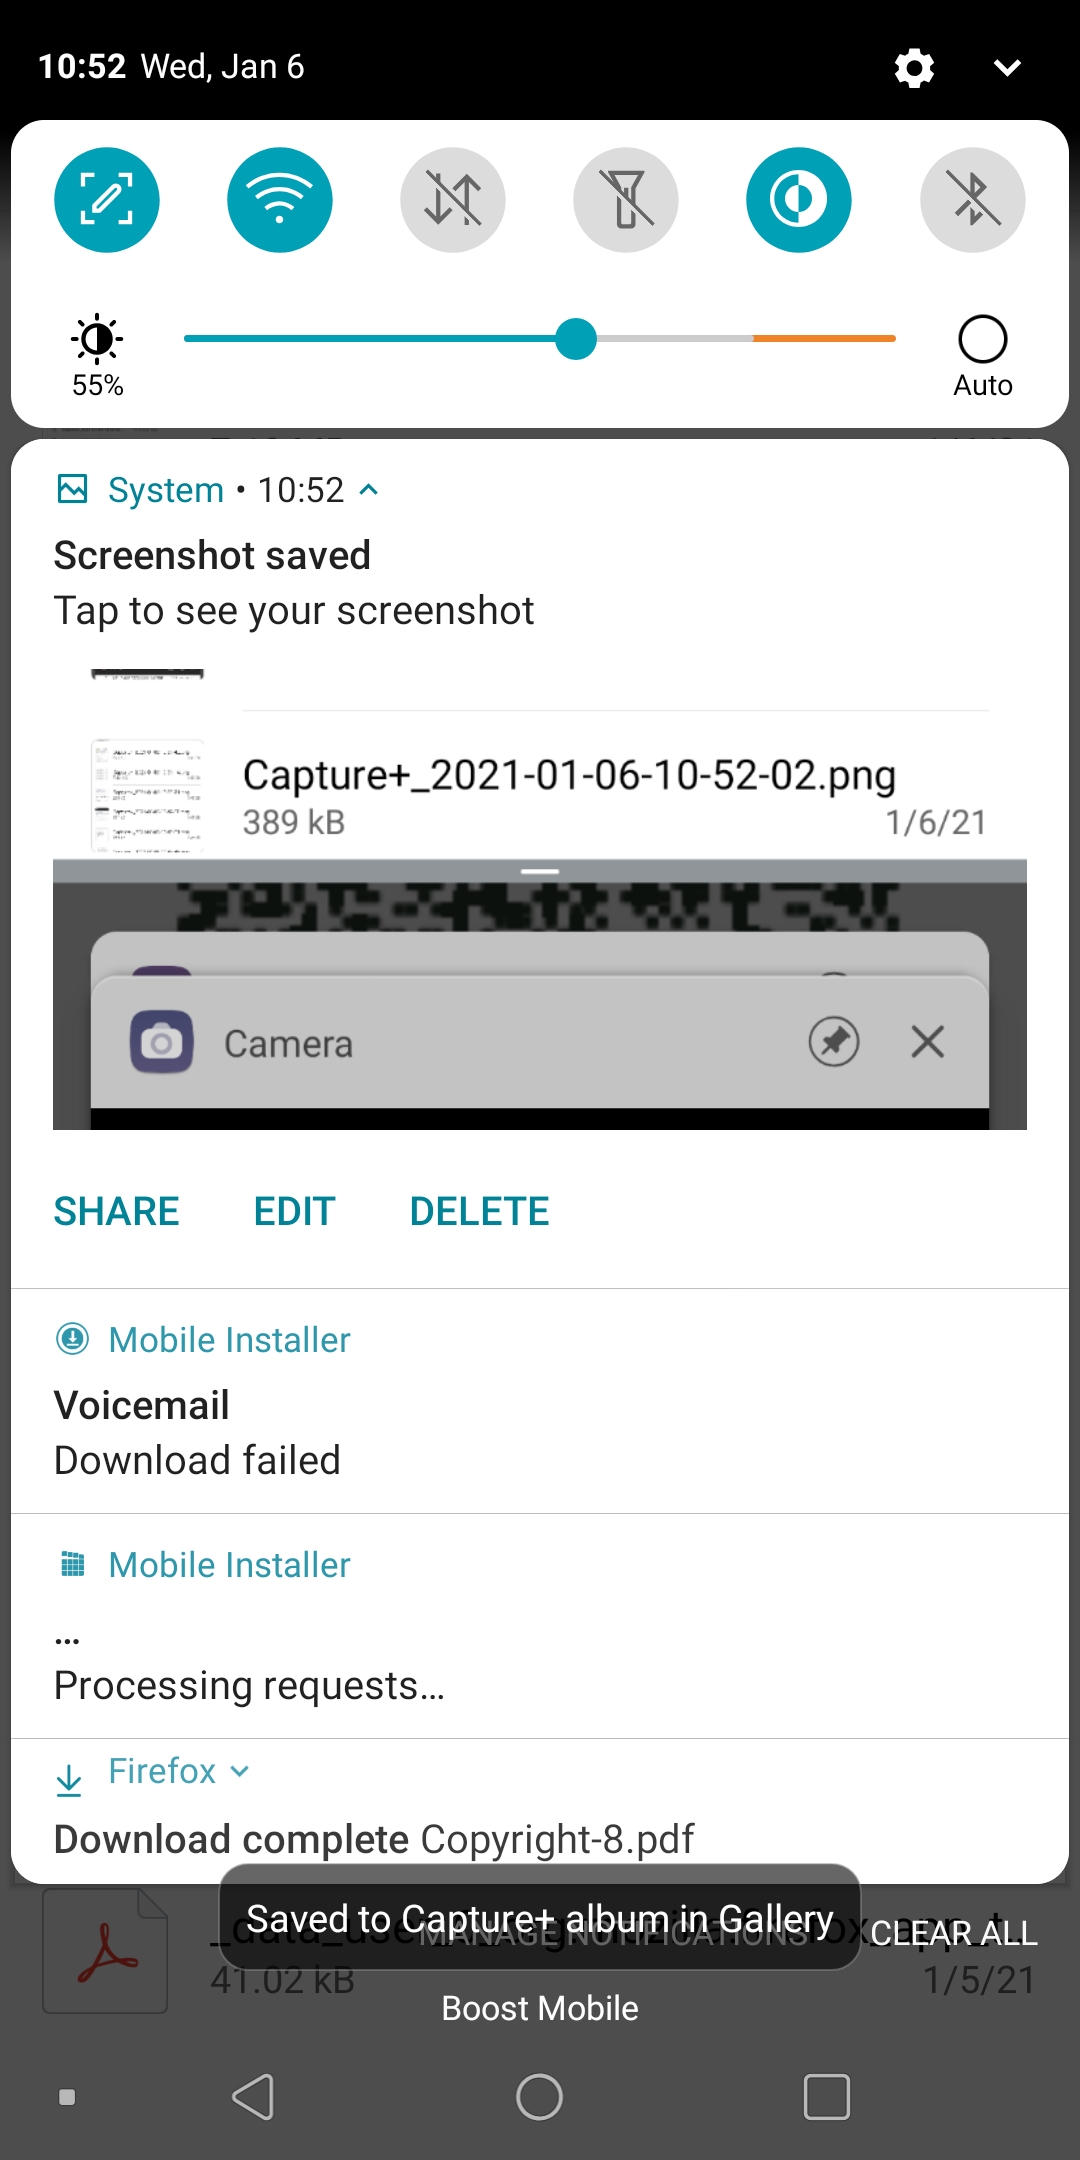 10:52 Wed, Jan 6
55%
Auto
System • 10:52
Screenshot saved
Tap to see your screenshot
Capture+_2021-01-06-10-52-02.png
389 kB 1/6/21
Camera
SHARE EDIT DELETE
Mobile Installer
Voicemail
Download failed
Mobile Installer
...
Processing requests...
Firefox
Download complete Copyright-8.pdf
Saved to Capture+ album in Gallery
MANAGE NOTIFICATIONS
CLEAR ALL
41.02 kB 1/5/21
Boost Mobile